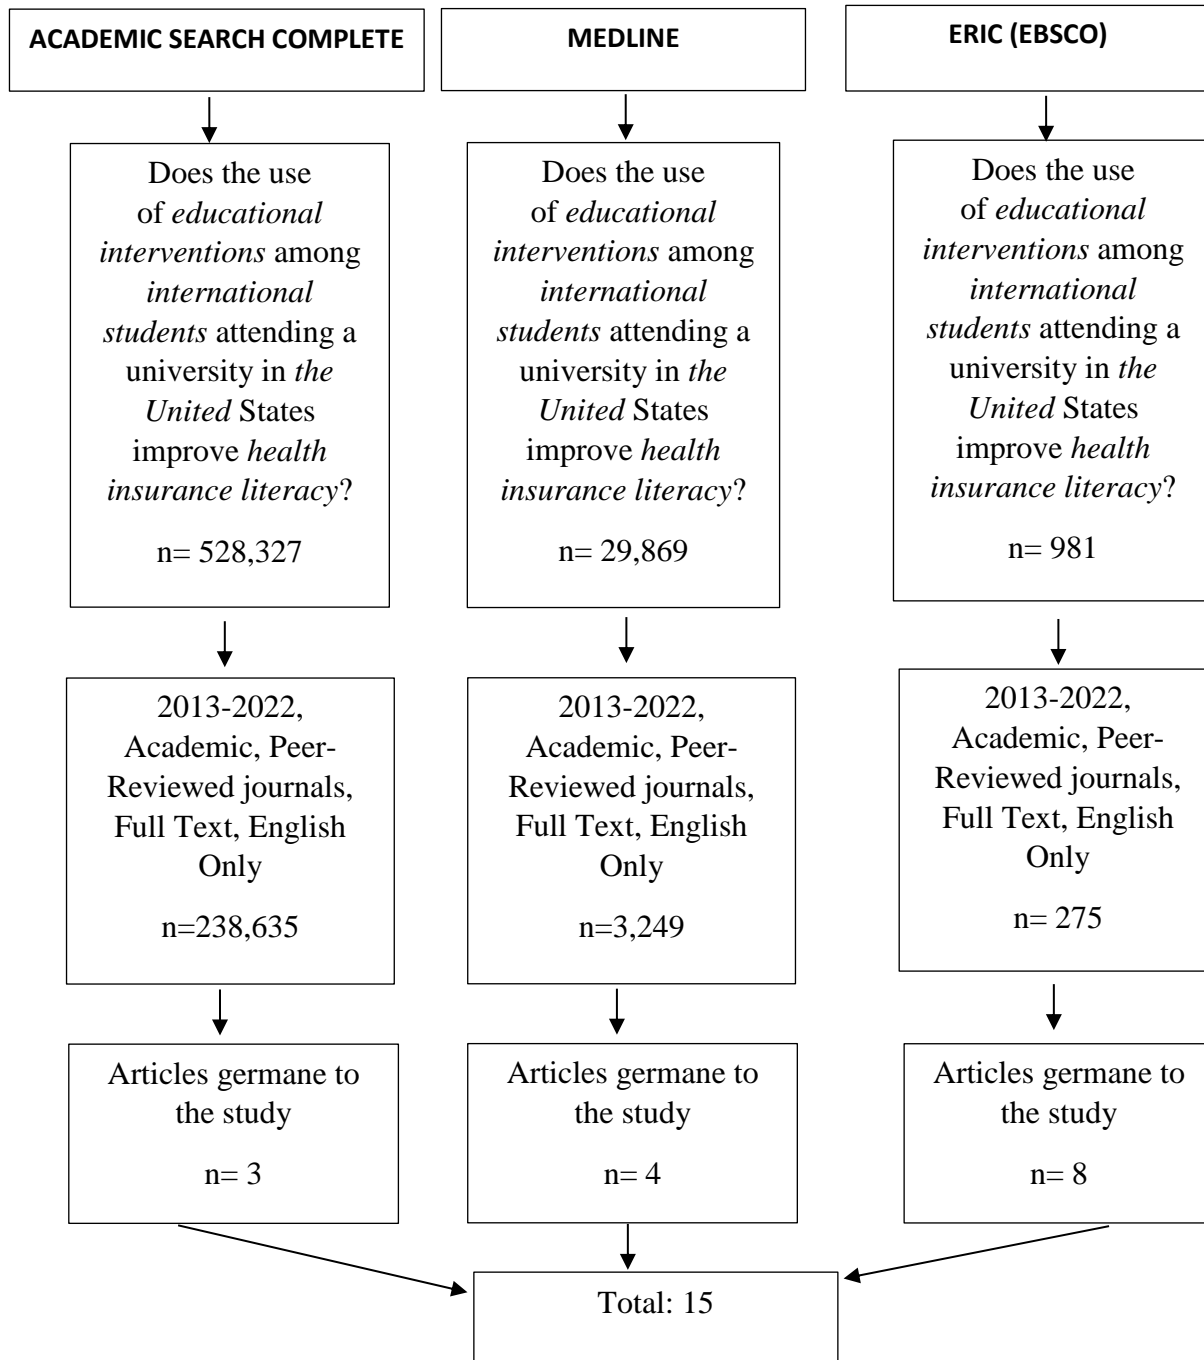 ACADEMIC SEARCH COMPLETE
Does the use
of educational
interventions among
international
students attending a
university in the
United States
improve health
insurance literacy?
n= 528,327
2013-2022,
Academic, Peer-
Reviewed journals,
Full Text, English
Only
n=238,635
Articles germane to
the study
n= 3
MEDLINE
Does the use
of educational
interventions among
international
students attending a
university in the
United States
improve health
insurance literacy?
n= 29,869
2013-2022,
Academic, Peer-
Reviewed journals,
Full Text, English
Only
n=3,249
Articles germane to
the study
n= 4
ERIC (EBSCO)
Does the use
of educational
interventions among
international
students attending a
university in the
United States
improve health
insurance literacy?
n= 981
2013-2022,
Academic, Peer-
Reviewed journals,
Full Text, English
Only
n= 275
Articles germane to
the study
n= 8
Total: 15